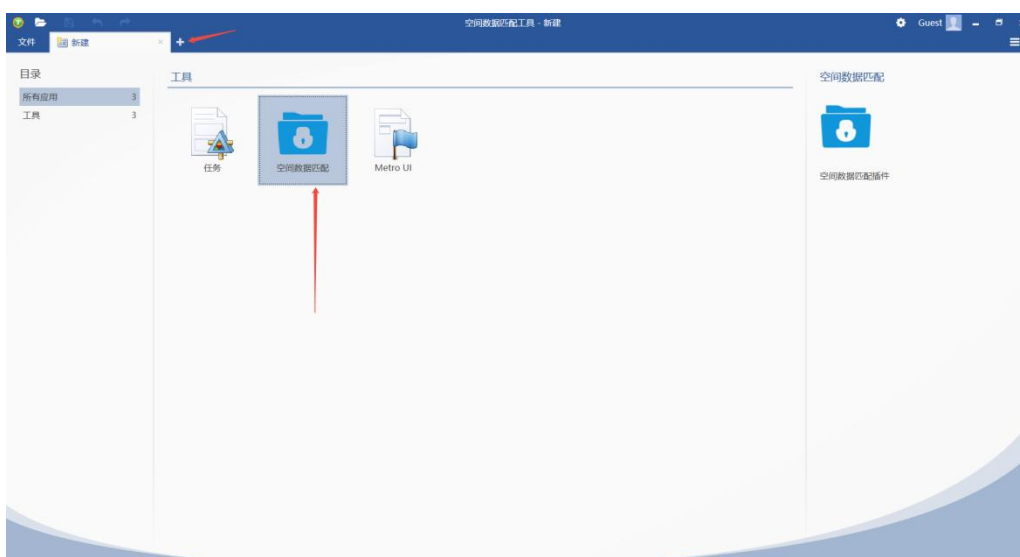 空间数据匹配工具 - 新建
Guest
文件
新建
目录
所有应用 3
工具 3
工具
任务
空间数据匹配
Metro UI
空间数据匹配
空间数据匹配插件